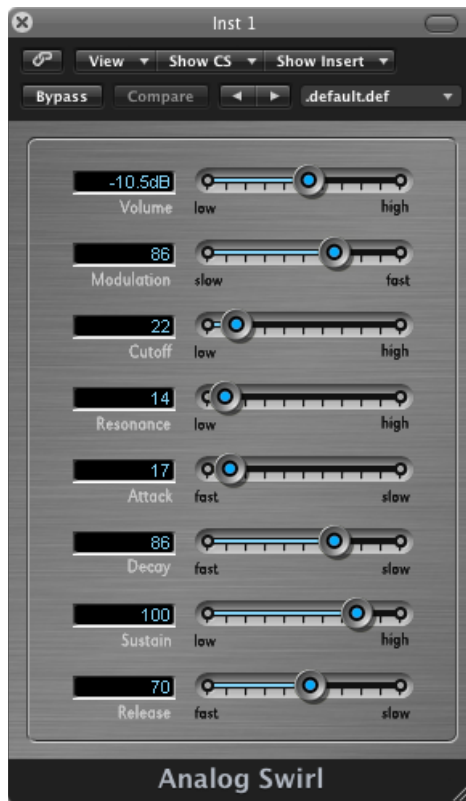 Inst 1
View Show CS Show Insert
Bypass Compare .default.def
-10.5dB
Volume low high
86
Modulation slow fast
22
Cutoff low high
14
Resonance low high
17
Attack fast slow
86
Decay fast slow
100
Sustain low high
70
Release fast slow
Analog Swirl